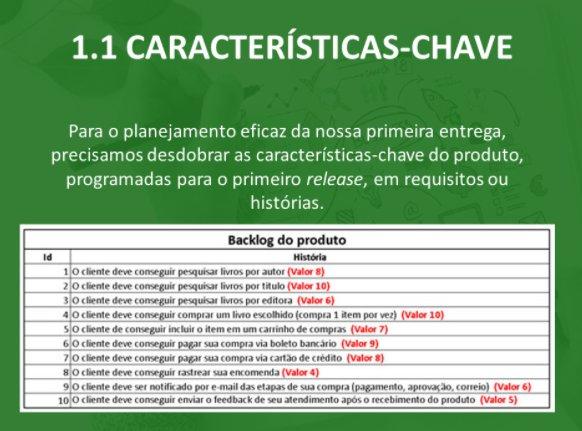 1.1 CARACTERÍSTICAS-CHAVE
Para o planejamento eficaz da nossa primeira entrega,
precisamos desdobrar as características-chave do produto,
programadas para o primeiro release, em requisitos ou
histórias.
Backlog do produto
Id História
1 O cliente deve conseguir pesquisar livros por autor (Valor 8)
2 O cliente deve conseguir pesquisar livros por titulo (Valor 10)
3 O cliente deve conseguir pesquisar livros por editora (Valor 6)
4 O cliente deve conseguir comprar um livro escolhido (compra 1 item por vez) (Valor 10)
5 O cliente de conseguir incluir o item em um carrinho de compras (Valor 7)
6 O cliente deve conseguir pagar sua compra via boleto bancário (Valor 9)
7 O cliente deve conseguir pagar sua compra via cartão de crédito (Valor 8)
8 O cliente deve conseguir rastrear sua encomenda (Valor 4)
9 O cliente deve ser notificado por e-mail das etapas de sua compra (pagamento, aprovação, correio) (Valor 6)
10 O cliente deve conseguir enviar o feedback de seu atendimento após o recebimento do produto (Valor 5)